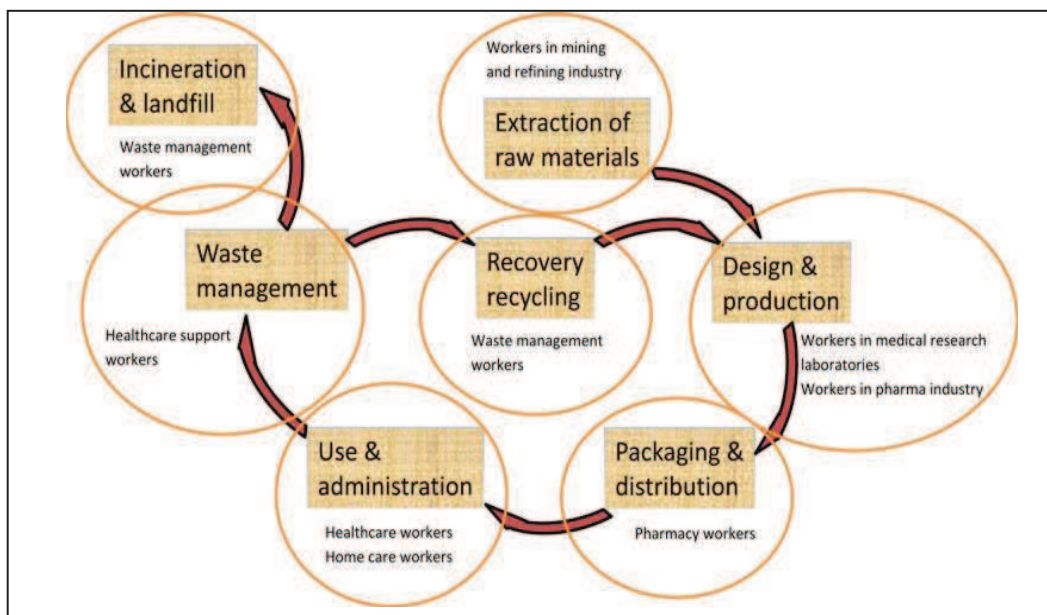 Incineration
& landfill
Waste management
workers
Workers in mining
and refining industry
Extraction of
raw materials
Waste
management
Healthcare support
workers
Recovery
recycling
Waste management
workers
Design &
production
Workers in medical research
laboratories
Workers in pharma industry
Use &
administration
Healthcare workers
Home care workers
Packaging &
distribution
Pharmacy workers